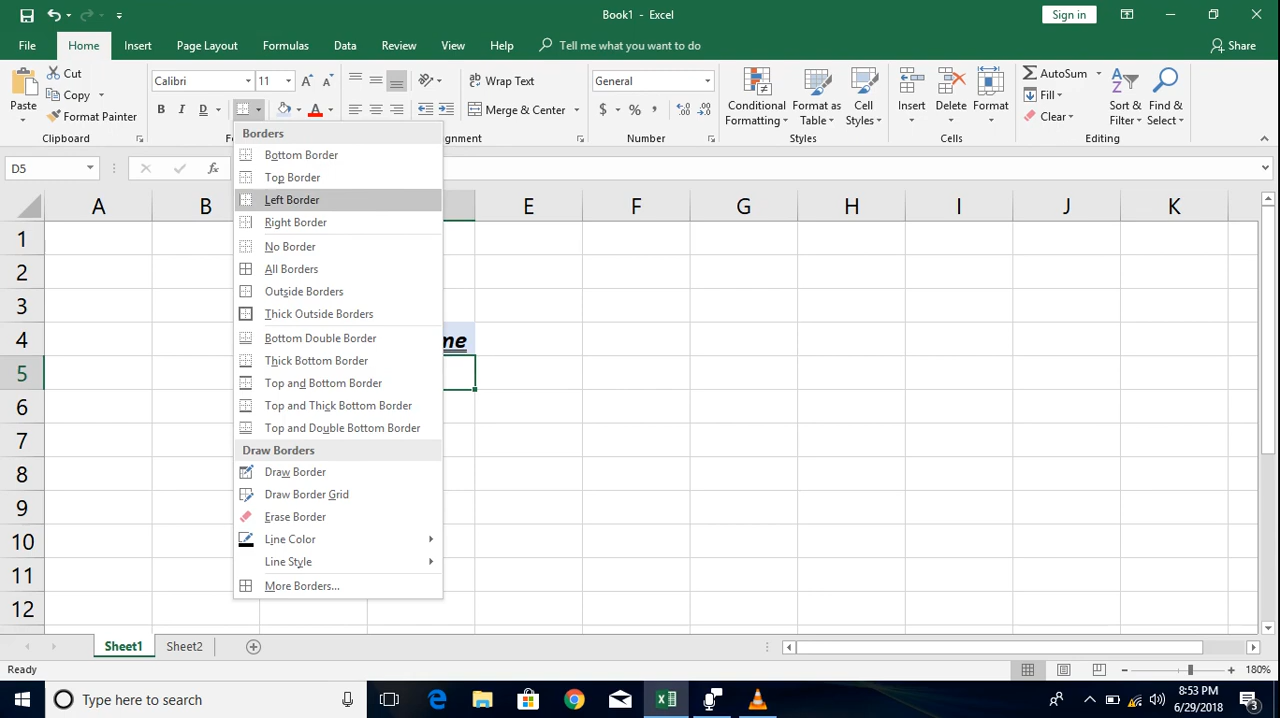 Book1 - Excel
Sign in
File
Home
Insert
Page Layout
Formulas
Data
Review
View
Help
Tell me what you want to do
Share
Paste
Cut
Copy
Format Painter
Clipboard
Calibri
11
B
I
D
A
Wrap Text
Merge & Center
General
$ % ,
Number
Conditional
Formatting
Format as
Table
Cell
Styles
Styles
Insert
Delete
Format
Cells
AutoSum
Fill
Clear
Sort &
Filter
Find &
Select
Editing
D5
fx
Borders
Bottom Border
Top Border
Left Border
Right Border
No Border
All Borders
Outside Borders
Thick Outside Borders
Bottom Double Border
Thick Bottom Border
Top and Bottom Border
Top and Thick Bottom Border
Top and Double Bottom Border
Draw Borders
Draw Border
Draw Border Grid
Erase Border
Line Color
Line Style
More Borders...
A B E F G H I J K
1
2
3
4
5
6
7
8
9
10
11
12
Sheet1
Sheet2
Ready
180%
Type here to search
8:53 PM
6/29/2018
3